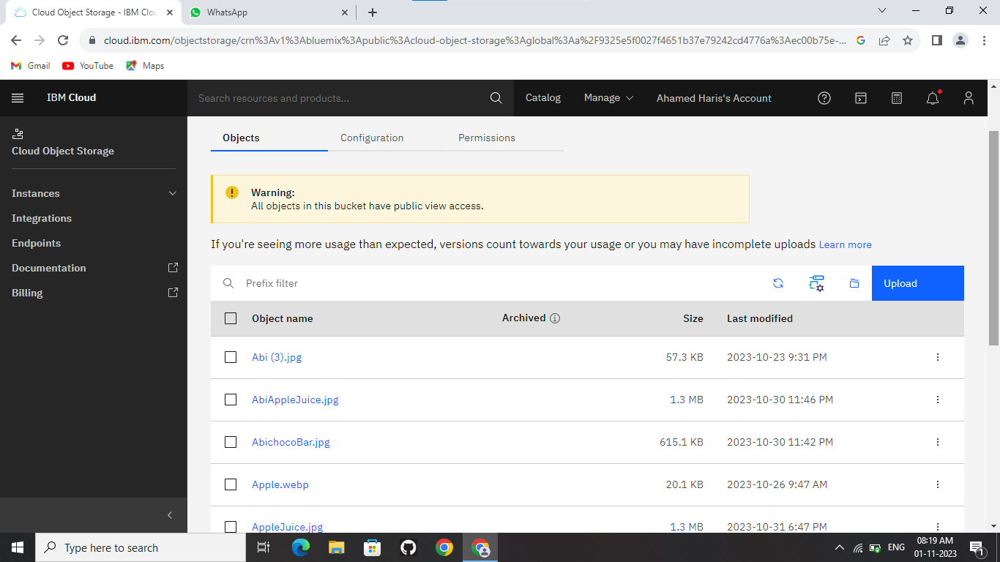 Cloud Object Storage - IBM Clou
WhatsApp
cloud.ibm.com/objectstorage/crn%3Av1%3Abluemix%3Apublic%3Acloud-object-storage%3Aglobal%3Aa%2F9325e5f0027f4651b37e79242cd4776a%3Aec00b75e-...
Gmail
YouTube
Maps
IBM Cloud
Search resources and products...
Catalog
Manage
Ahamed Haris's Account
Cloud Object Storage
Instances
Integrations
Endpoints
Documentation
Billing
Objects
Configuration
Permissions
Warning:
All objects in this bucket have public view access.
If you're seeing more usage than expected, versions count towards your usage or you may have incomplete uploads Learn more
Prefix filter
Upload
Object name Archived Size Last modified
Abi (3).jpg 57.3 KB 2023-10-23 9:31 PM
AbiAppleJuice.jpg 1.3 MB 2023-10-30 11:46 PM
AbichocoBar.jpg 615.1 KB 2023-10-30 11:42 PM
Apple.webp 20.1 KB 2023-10-26 9:47 AM
AppleJuice.jpg 1.3 MB 2023-10-31 6:47 PM
Type here to search
ENG
08:19 AM
01-11-2023
1